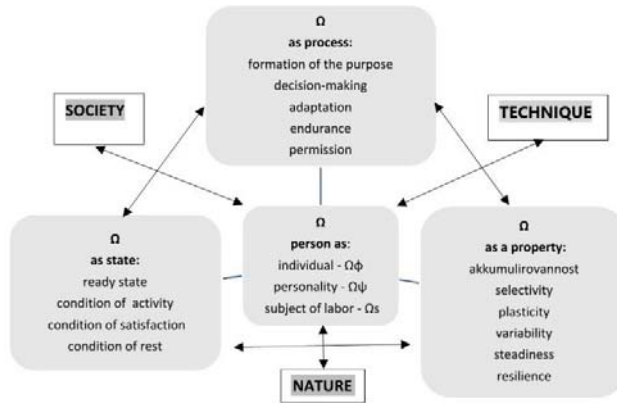 Ω
as process:
formation of the purpose
decision-making
adaptation
endurance
permission
SOCIETY
TECHNIQUE
Ω
person as:
individual - Ωφ
personality - Ωψ
subject of labor - Ωs
Ω
as state:
ready state
condition of activity
condition of satisfaction
condition of rest
Ω
as a property:
akkumulirovannost
selectivity
plasticity
variability
steadiness
resilience
NATURE